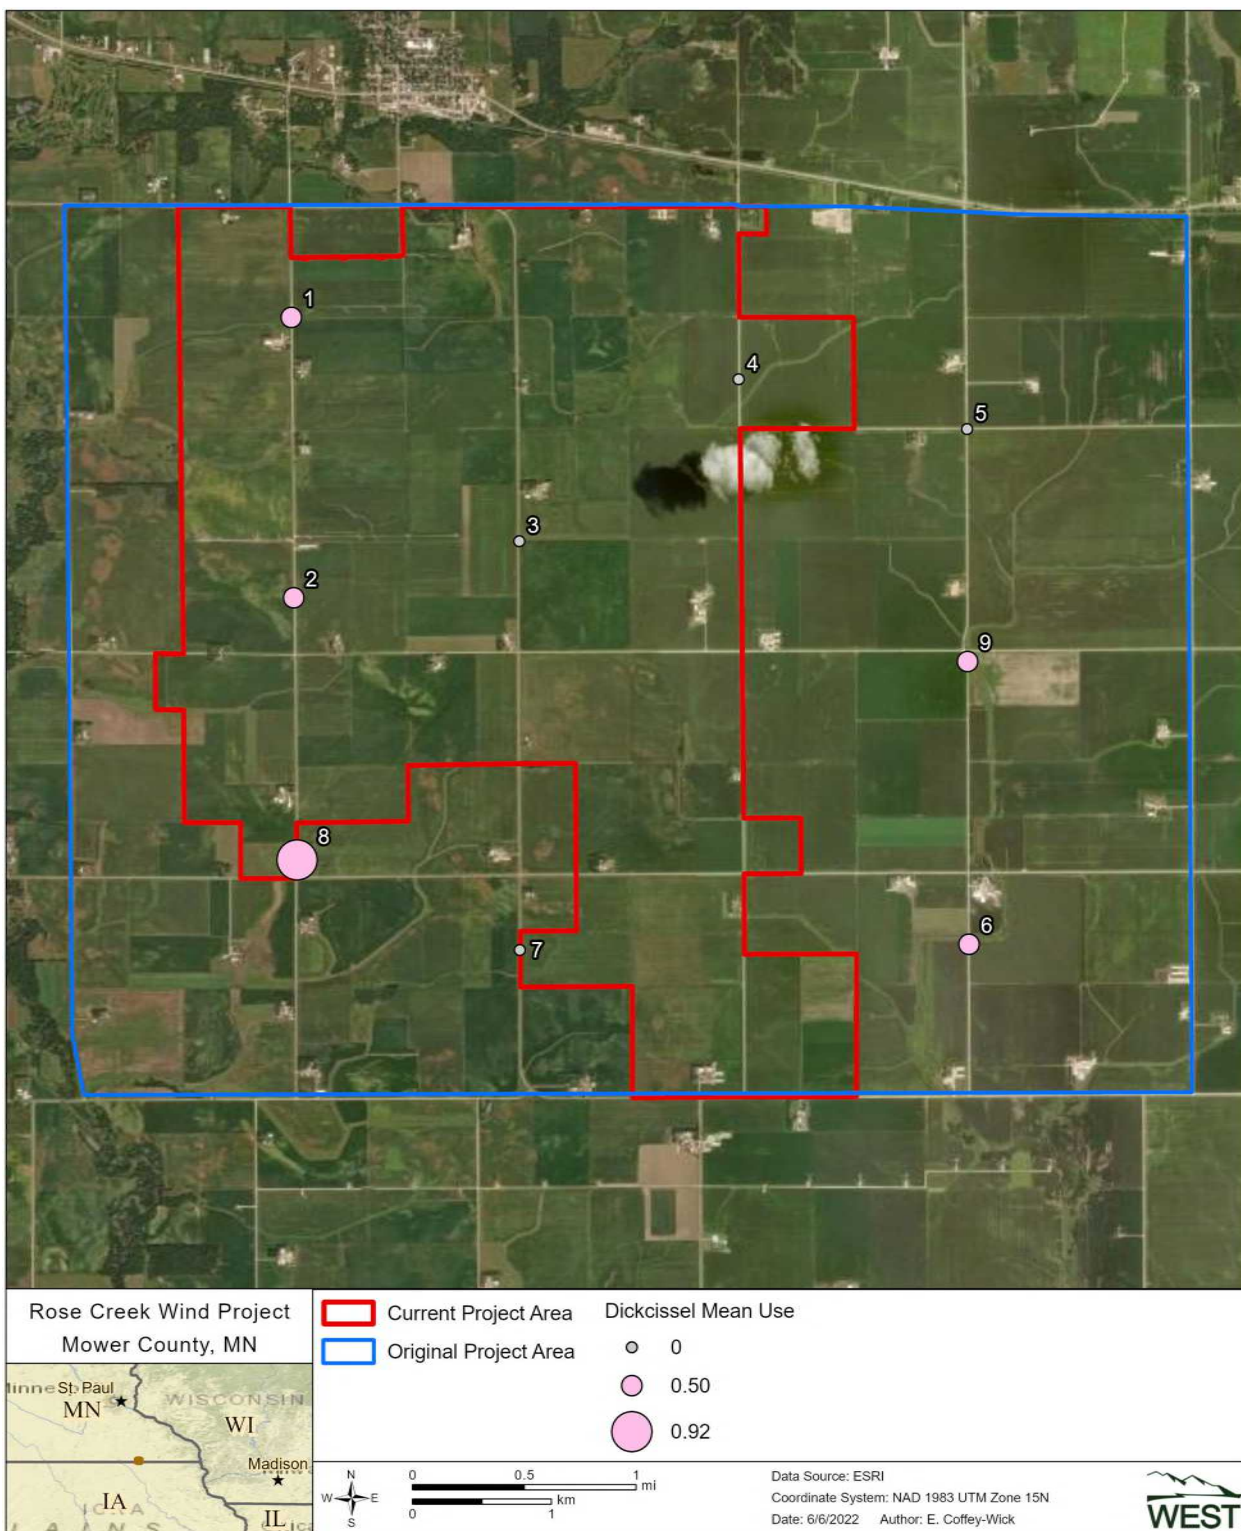 1
4
5
3
2
9
8
6
7
Rose Creek Wind Project
Mower County, MN
Current Project Area
Original Project Area
Dickcissel Mean Use
0
0.50
0.92
St. Paul
MN
WISCONSIN
WI
Madison
IA
IL
N
W
E
S
0 0.5 1
mi
km
0 1
Data Source: ESRI
Coordinate System: NAD 1983 UTM Zone 15N
Date: 6/6/2022 Author: E. Coffey-Wick
WEST